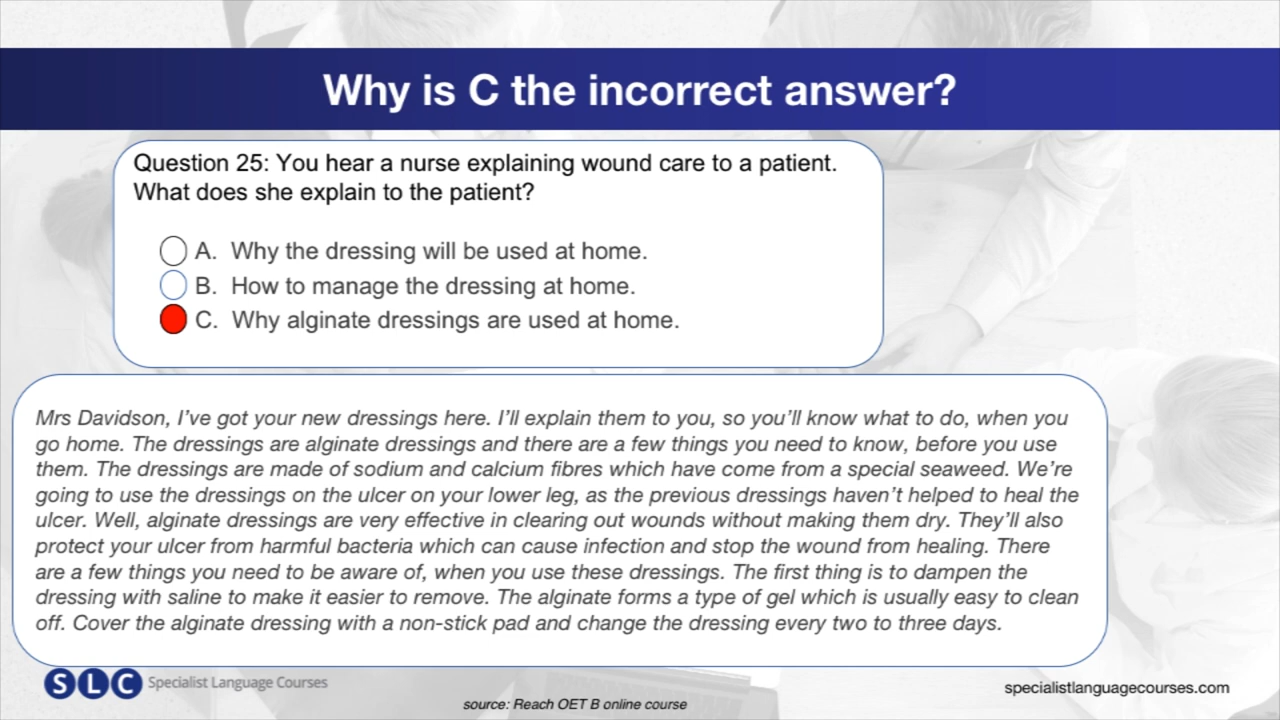 Why is C the incorrect answer?
Question 25: You hear a nurse explaining wound care to a patient.
What does she explain to the patient?
A. Why the dressing will be used at home.
B. How to manage the dressing at home.
C. Why alginate dressings are used at home.
Mrs Davidson, I've got your new dressings here. I'll explain them to you, so you'll know what to do, when you
go home. The dressings are alginate dressings and there are a few things you need to know, before you use
them. The dressings are made of sodium and calcium fibres which have come from a special seaweed. We're
going to use the dressings on the ulcer on your lower leg, as the previous dressings haven't helped to heal the
ulcer. Well, alginate dressings are very effective in clearing out wounds without making them dry. They'll also
protect your ulcer from harmful bacteria which can cause infection and stop the wound from healing. There
are a few things you need to be aware of, when you use these dressings. The first thing is to dampen the
dressing with saline to make it easier to remove. The alginate forms a type of gel which is usually easy to clean
off. Cover the alginate dressing with a non-stick pad and change the dressing every two to three days.
SLC Specialist Language Courses
specialistlanguagecourses.com
source: Reach OET B online course